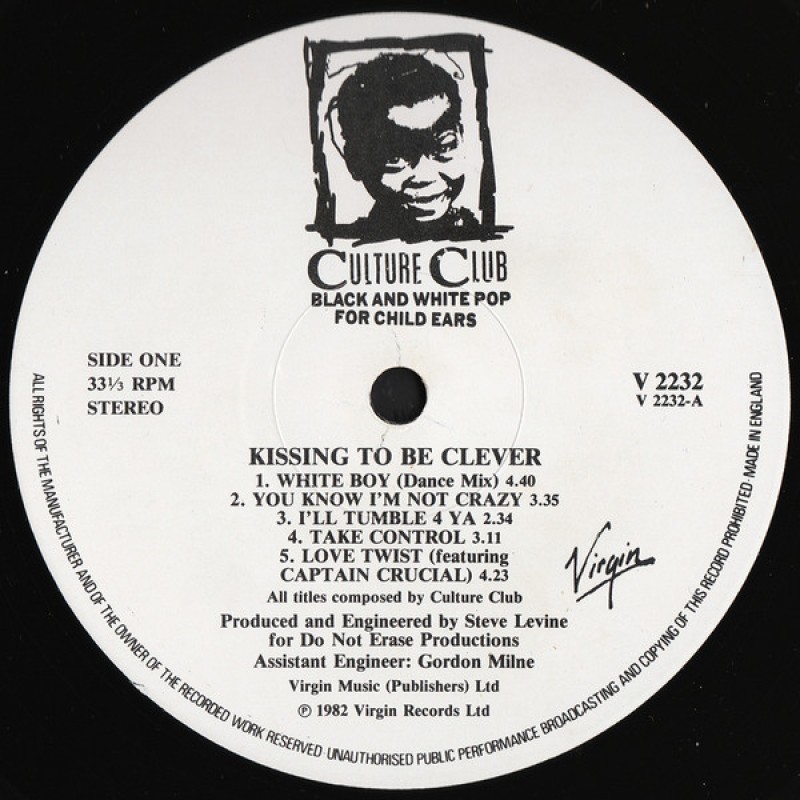 CULTURE CLUB
BLACK AND WHITE POP
FOR CHILD EARS
SIDE ONE
33⅓ RPM
STEREO
V 2232
V 2232-A
KISSING TO BE CLEVER
1. WHITE BOY (Dance Mix) 4.40
2. YOU KNOW I'M NOT CRAZY 3.35
3. I'LL TUMBLE 4 YA 2.34
4. TAKE CONTROL 3.11
5. LOVE TWIST (featuring
CAPTAIN CRUCIAL) 4.23
All titles composed by Culture Club
Virgin
Produced and Engineered by Steve Levine
for Do Not Erase Productions
Assistant Engineer: Gordon Milne
Virgin Music (Publishers) Ltd
℗ 1982 Virgin Records Ltd
ALL RIGHTS OF THE MANUFACTURER AND OF THE OWNER OF THE RECORDED WORK RESERVED · UNAUTHORISED PUBLIC PERFORMANCE BROADCASTING AND COPYING OF THIS RECORD PROHIBITED · MADE IN ENGLAND